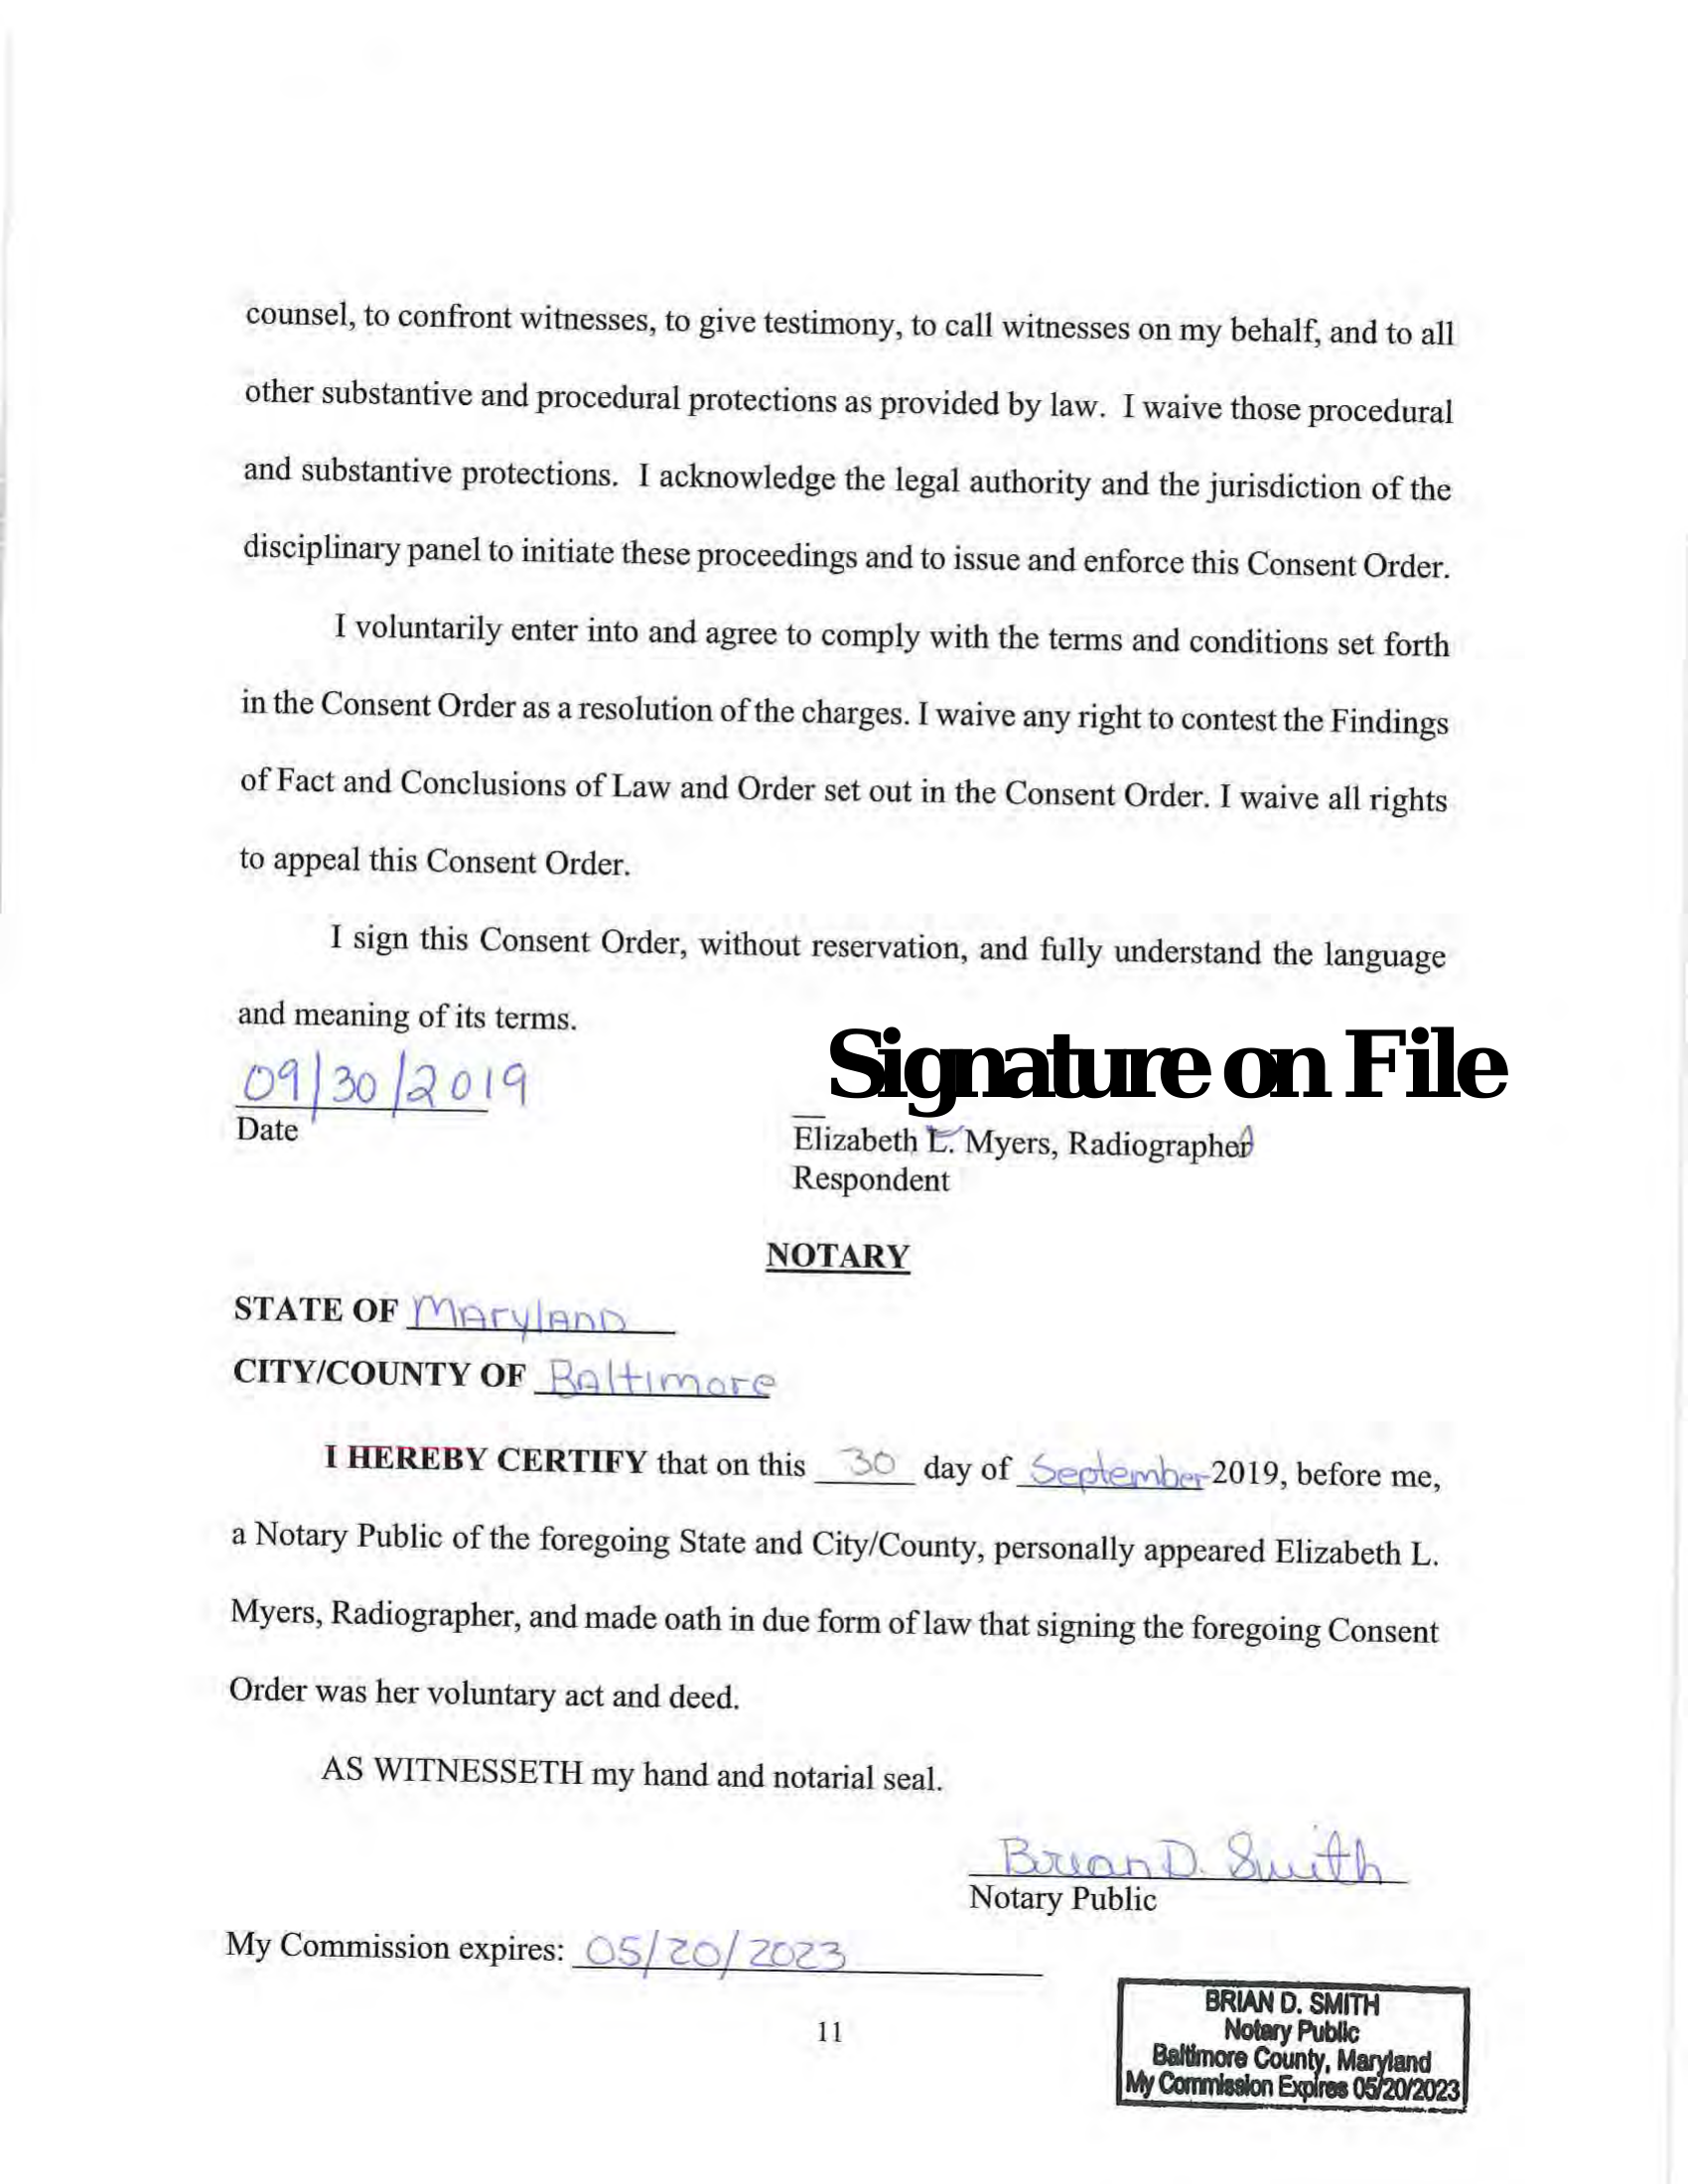 counsel, to confront witnesses, to give testimony, to call witnesses on my behalf, and to all
other substantive and procedural protections as provided by law. I waive those procedural
and substantive protections. I acknowledge the legal authority and the jurisdiction of the
disciplinary panel to initiate these proceedings and to issue and enforce this Consent Order.
I voluntarily enter into and agree to comply with the terms and conditions set forth
in the Consent Order as a resolution of the charges. I waive any right to contest the Findings
of Fact and Conclusions of Law and Order set out in the Consent Order. I waive all rights
to appeal this Consent Order.
I sign this Consent Order, without reservation, and fully understand the language
and meaning of its terms.
Signature on File
09/30/2019
Date
Elizabeth L. Myers, Radiographer
Respondent
NOTARY
STATE OF Maryland
CITY/COUNTY OF Baltimore
I HEREBY CERTIFY that on this 30 day of September 2019, before me,
a Notary Public of the foregoing State and City/County, personally appeared Elizabeth L.
Myers, Radiographer, and made oath in due form of law that signing the foregoing Consent
Order was her voluntary act and deed.
AS WITNESSETH my hand and notarial seal.
Brian D. Smith
Notary Public
My Commission expires: 05/20/2023
11
BRIAN D. SMITH
Notary Public
Baltimore County, Maryland
My Commission Expires 05/20/2023